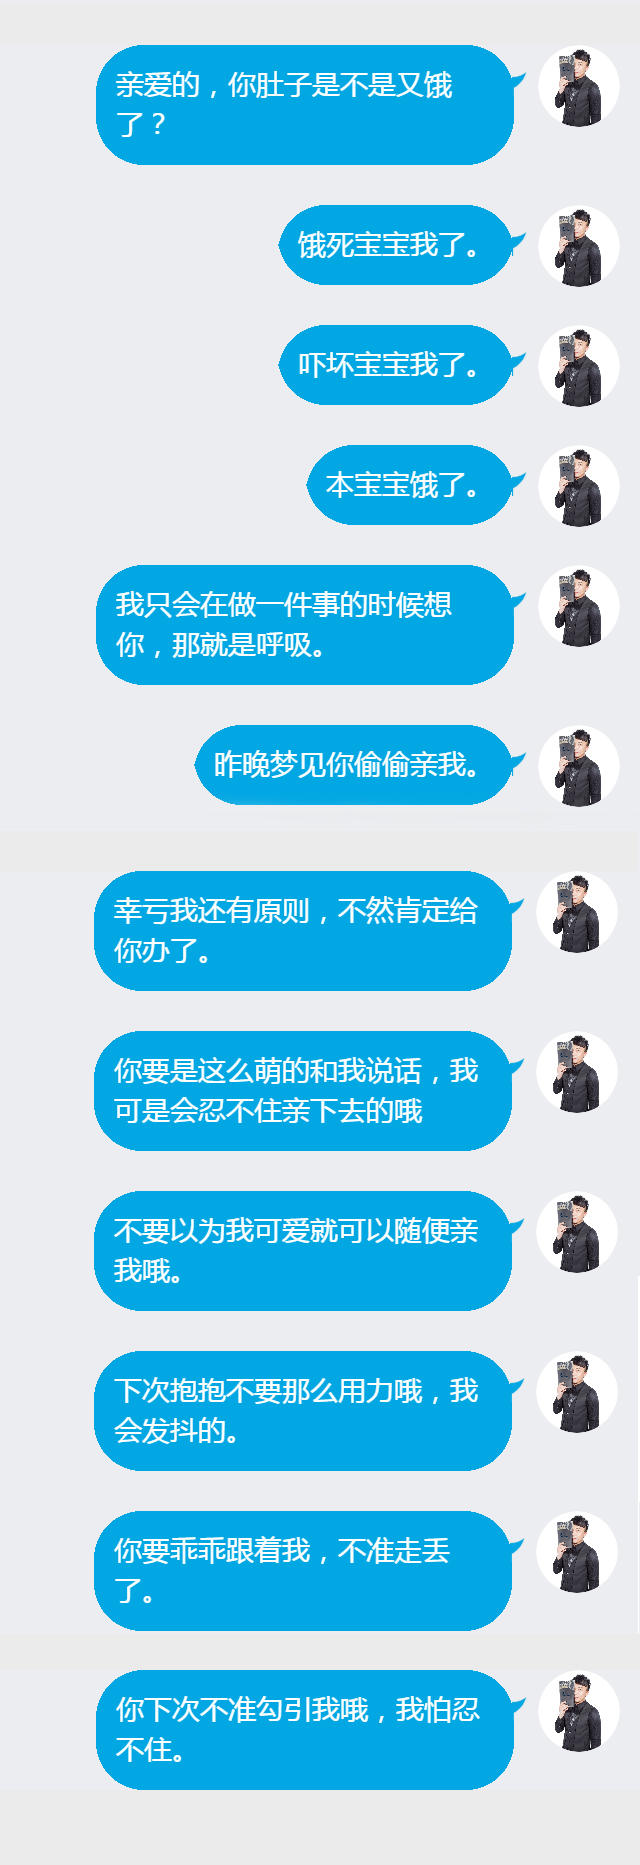 亲爱的，你肚子是不是又饿
了？
饿死宝宝我了。
吓坏宝宝我了。
本宝宝饿了。
我只会在做一件事的时候想
你，那就是呼吸。
昨晚梦见你偷偷亲我。
幸亏我还有原则，不然肯定给
你办了。
你要是这么萌的和我说话，我
可是会忍不住亲下去的哦
不要以为我可爱就可以随便亲
我哦。
下次抱抱不要那么用力哦，我
会发抖的。
你要乖乖跟着我，不准走丢
了。
你下次不准勾引我哦，我怕忍
不住。